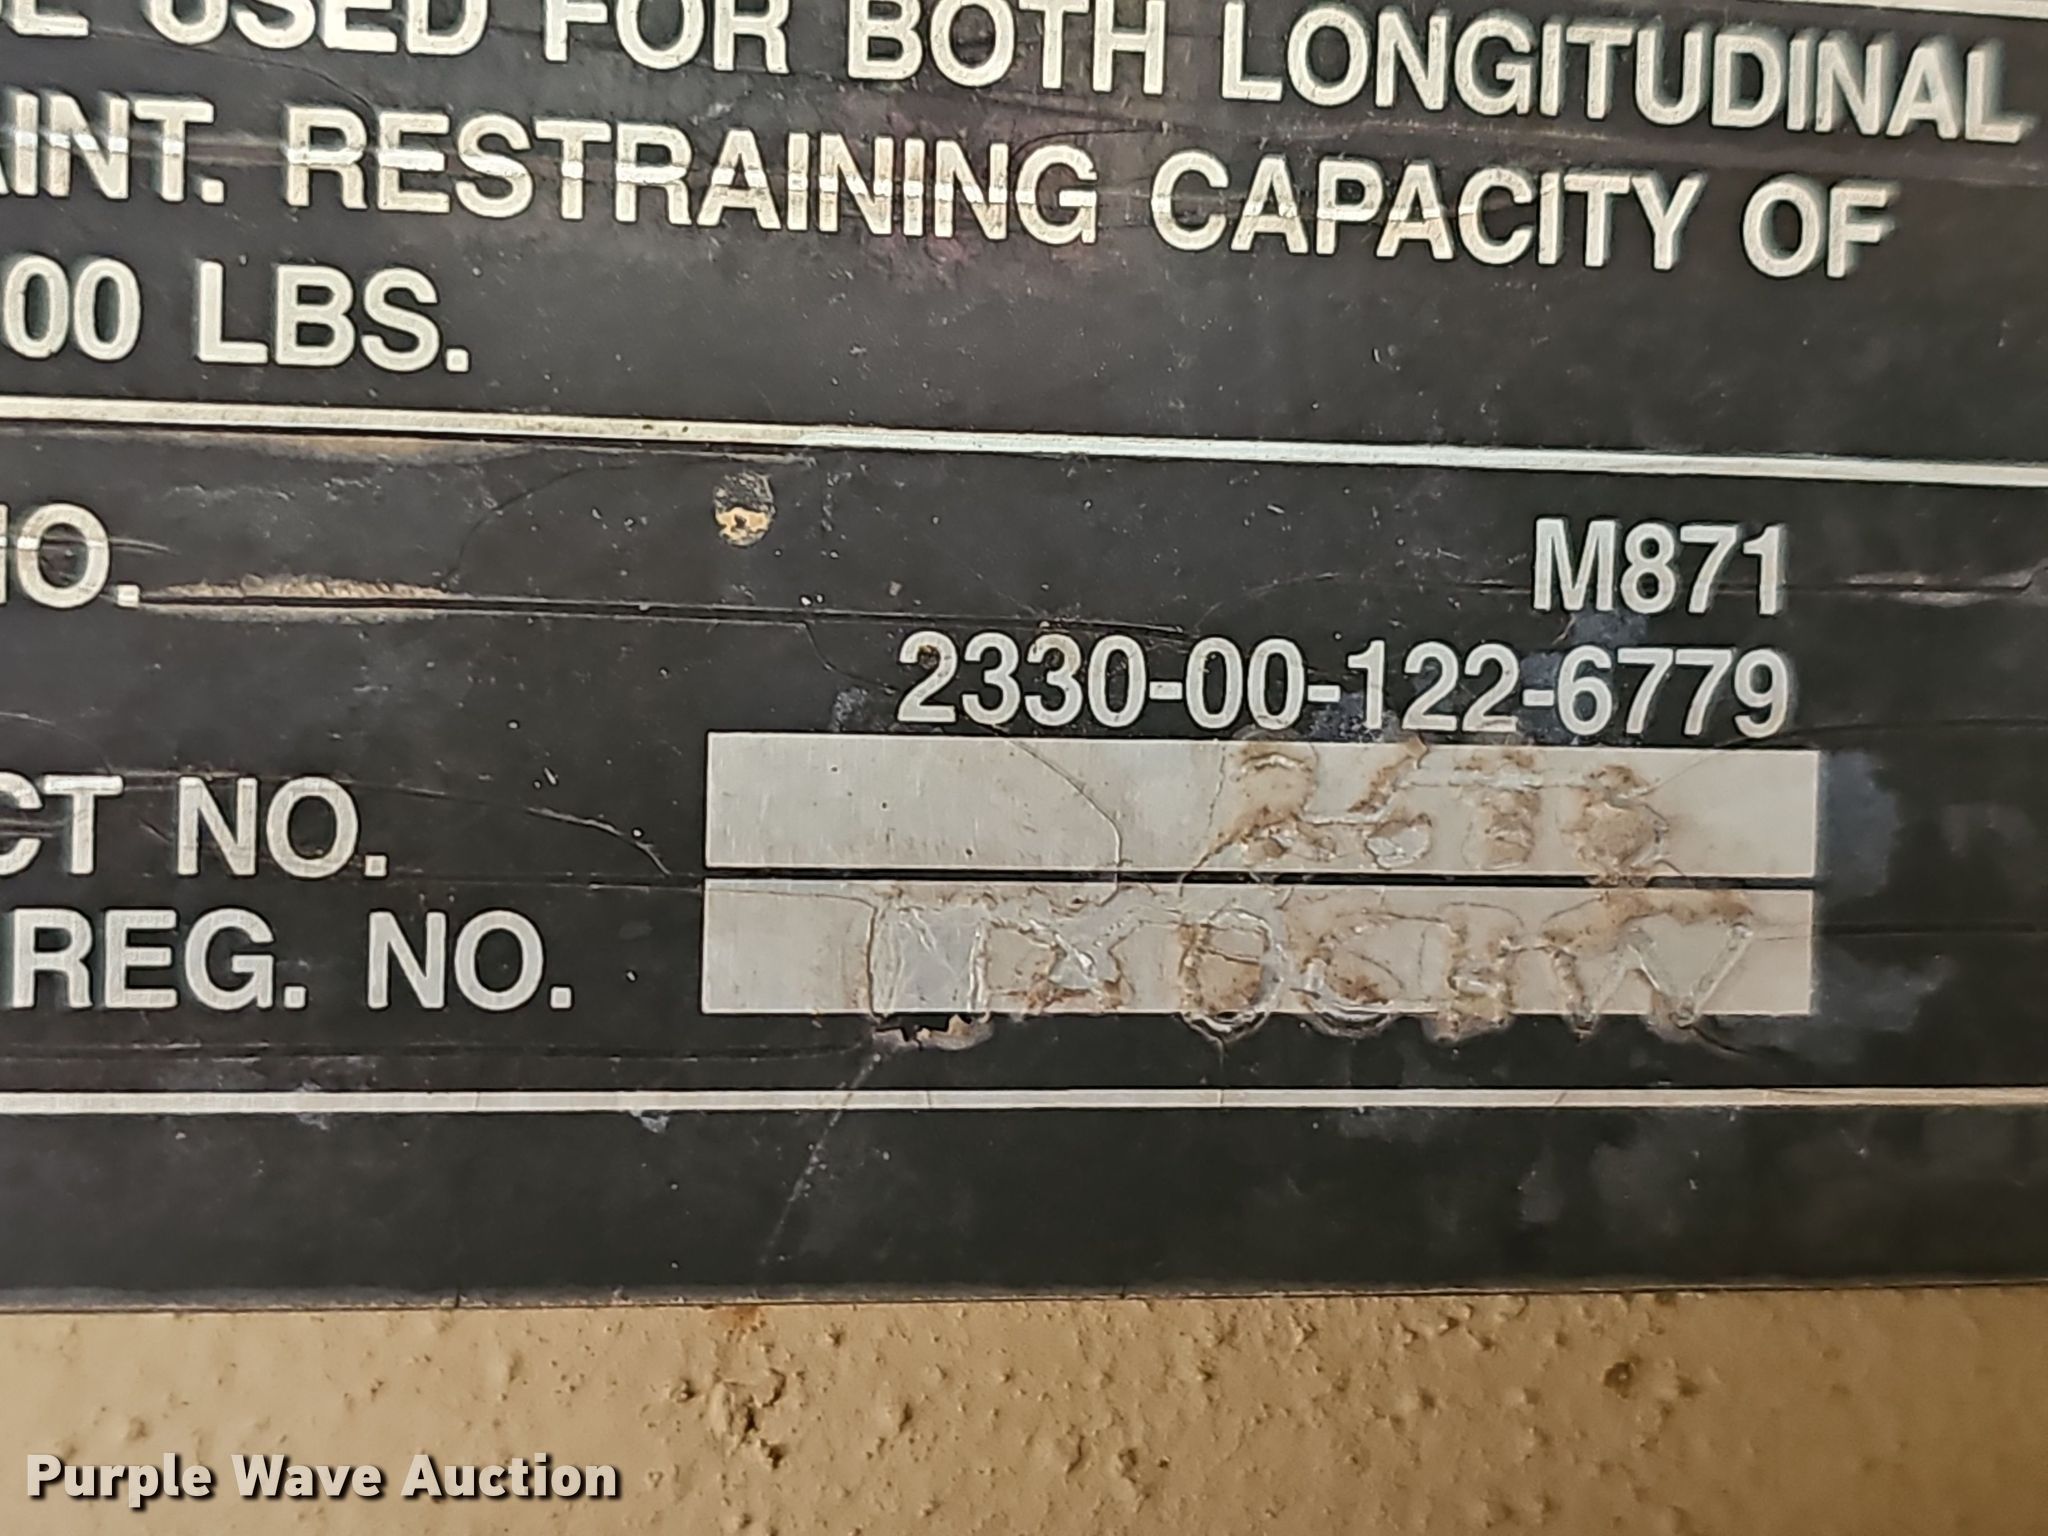 USED FOR BOTH LONGITUDINAL
AINT. RESTRAINING CAPACITY OF
00 LBS.
NO. M871
2330-00-122-6779
CT NO.
REG. NO.
Purple Wave Auction